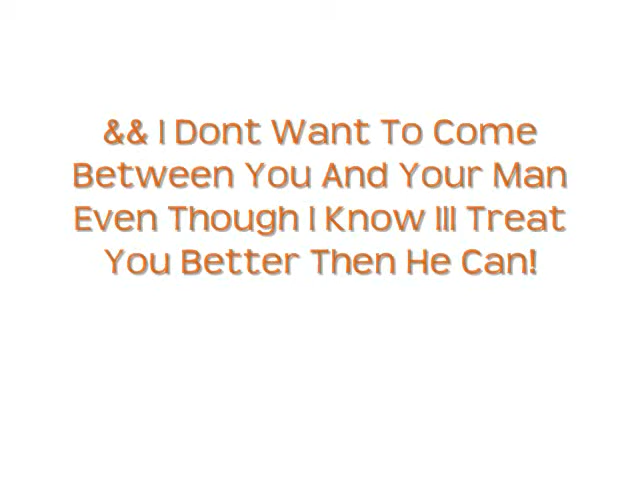 && I Dont Want To Come
Between You And Your Man
Even Though I Know Ill Treat
You Better Then He Can!